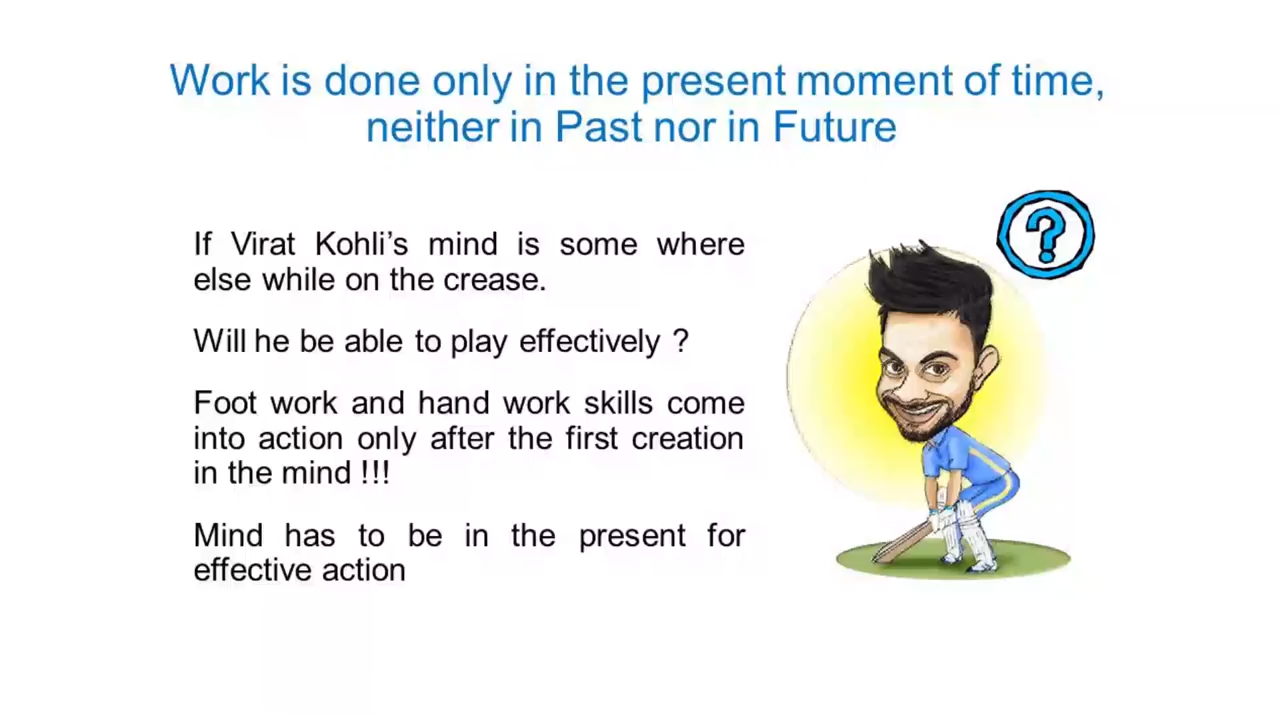 Work is done only in the present moment of time,
neither in Past nor in Future
If Virat Kohli’s mind is some where
else while on the crease.
Will he be able to play effectively ?
Foot work and hand work skills come
into action only after the first creation
in the mind !!!
Mind has to be in the present for
effective action
?